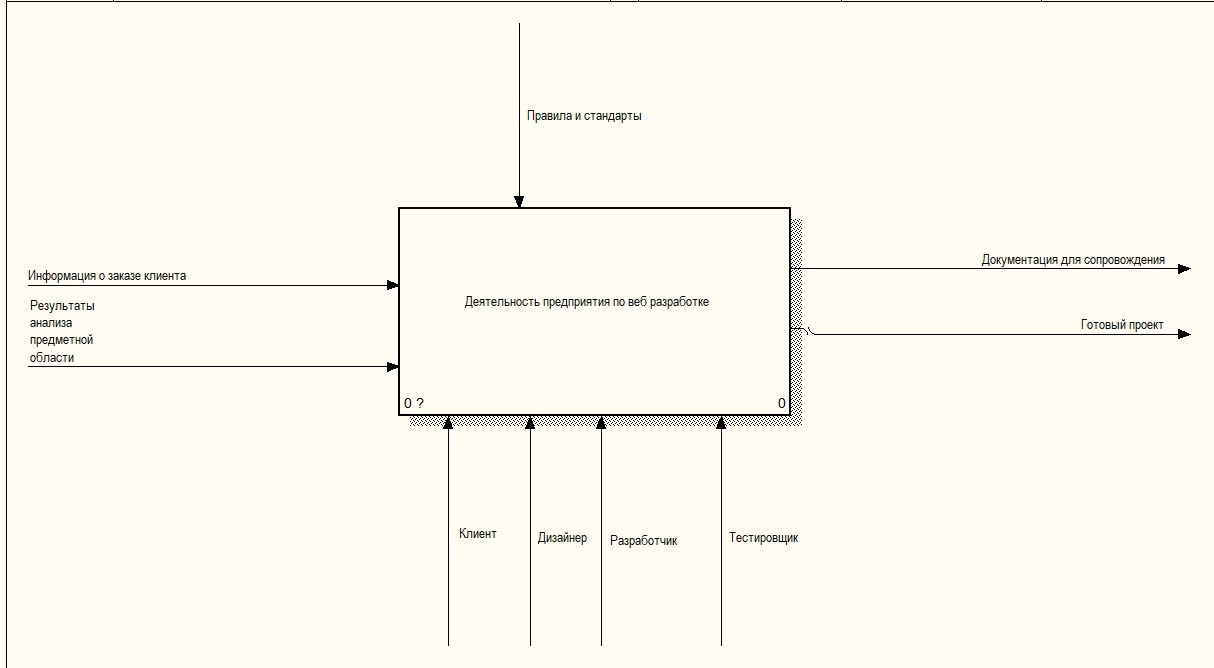 Правила и стандарты
Информация о заказе клиента
Результаты
анализа
предметной
области
Деятельность предприятия по веб разработке
0 ?
0
Документация для сопровождения
Готовый проект
Клиент
Дизайнер
Разработчик
Тестировщик